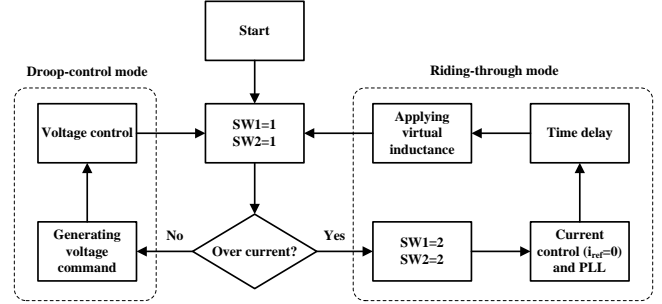 Start
Droop-control mode
Riding-through mode
Voltage control
SW1=1
SW2=1
Applying
virtual
inductance
Time delay
No
Over current?
Yes
Generating
voltage
command
SW1=2
SW2=2
Current
control (iref=0)
and PLL